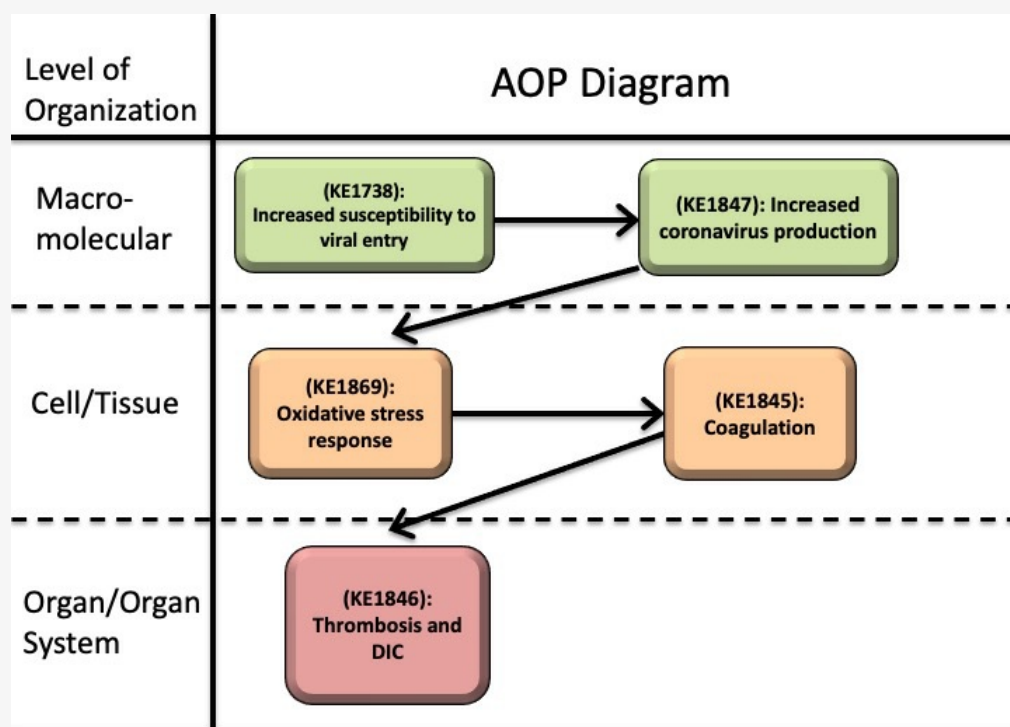 Level of
Organization
AOP Diagram
Macro-
molecular
(KE1738):
Increased susceptibility to
viral entry
(KE1847): Increased
coronavirus production
Cell/Tissue
(KE1869):
Oxidative stress
response
(KE1845):
Coagulation
Organ/Organ
System
(KE1846):
Thrombosis and
DIC